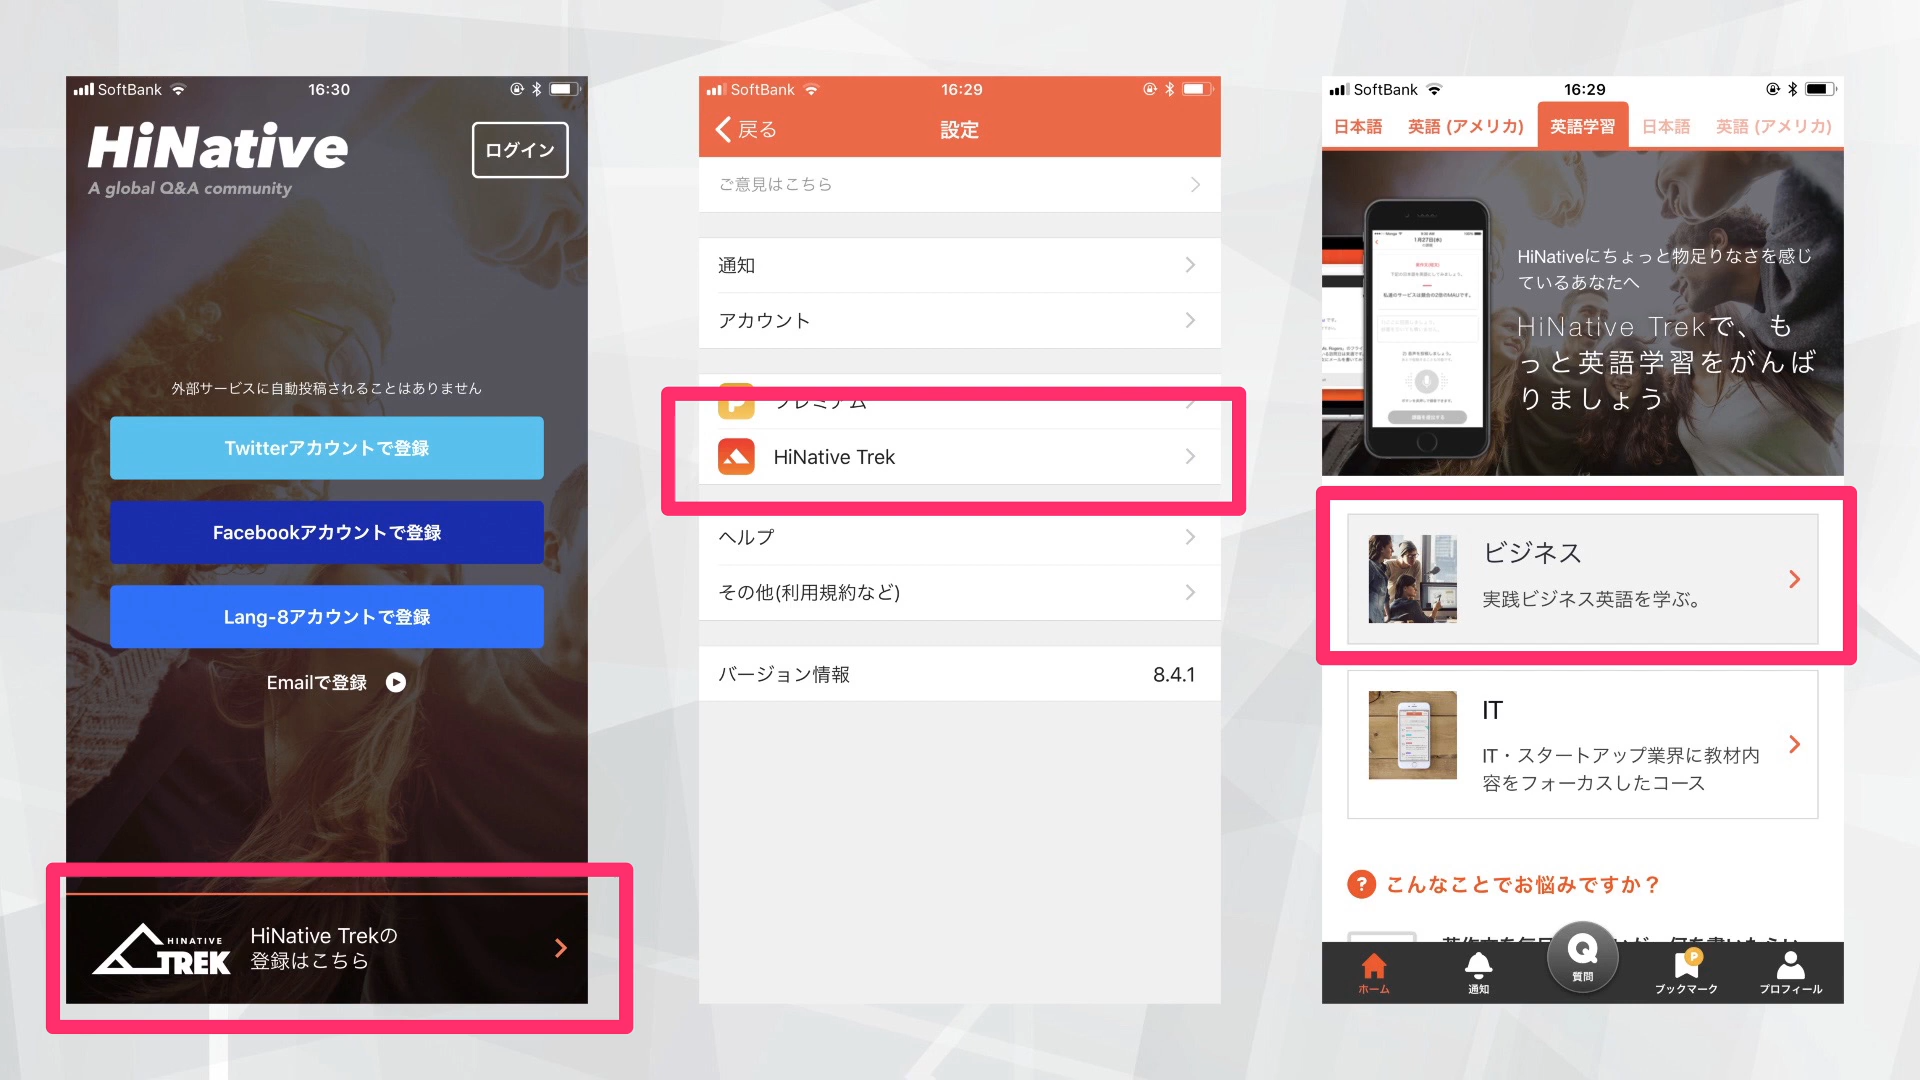 SoftBank 16:30
HiNative
A global Q&A community
ログイン
外部サービスに自動投稿されることはありません
Twitterアカウントで登録
Facebookアカウントで登録
Lang-8アカウントで登録
Emailで登録
HINATIVE
TREK
HiNative Trekの
登録はこちら
SoftBank 16:29
戻る
設定
ご意見はこちら
通知
アカウント
プレミアム
HiNative Trek
ヘルプ
その他(利用規約など)
バージョン情報 8.4.1
SoftBank 16:29
日本語 英語 (アメリカ) 英語学習 日本語 英語 (アメリカ)
HiNativeにちょっと物足りなさを感じ
ているあなたへ
HiNative Trekで、も
っと英語学習をがんば
りましょう
ビジネス
実践ビジネス英語を学ぶ。
IT
IT・スタートアップ業界に教材内
容をフォーカスしたコース
? こんなことでお悩みですか？
ホーム
通知
Q
質問
P
ブックマーク
プロフィール